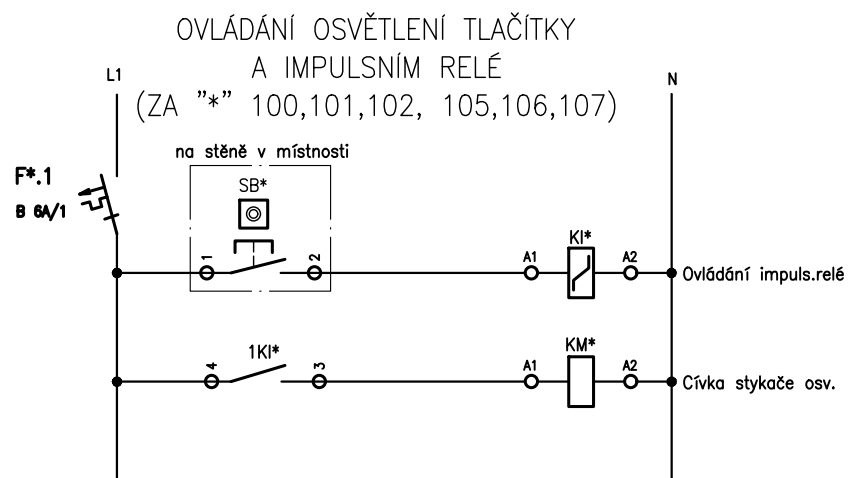 OVLÁDÁNÍ OSVĚTLENÍ TLAČÍTKY
A IMPULSNÍM RELÉ
(ZA "*" 100,101,102, 105,106,107)
L1
N
na stěně v místnosti
F*.1
B 6A/1
SB*
1
2
A1
KI*
A2
Ovládání impuls.relé
4
1KI*
3
A1
KM*
A2
Cívka stykače osv.